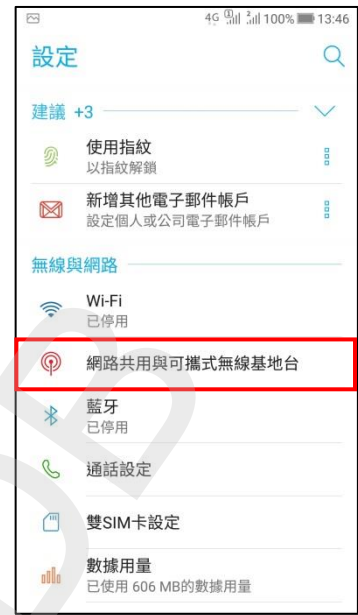 4G 1 2 100% 13:46
設定
建議 +3
使用指紋
以指紋解鎖
新增其他電子郵件帳戶
設定個人或公司電子郵件帳戶
無線與網路
Wi-Fi
已停用
網路共用與可攜式無線基地台
藍牙
已停用
通話設定
雙SIM卡設定
數據用量
已使用 606 MB的數據用量